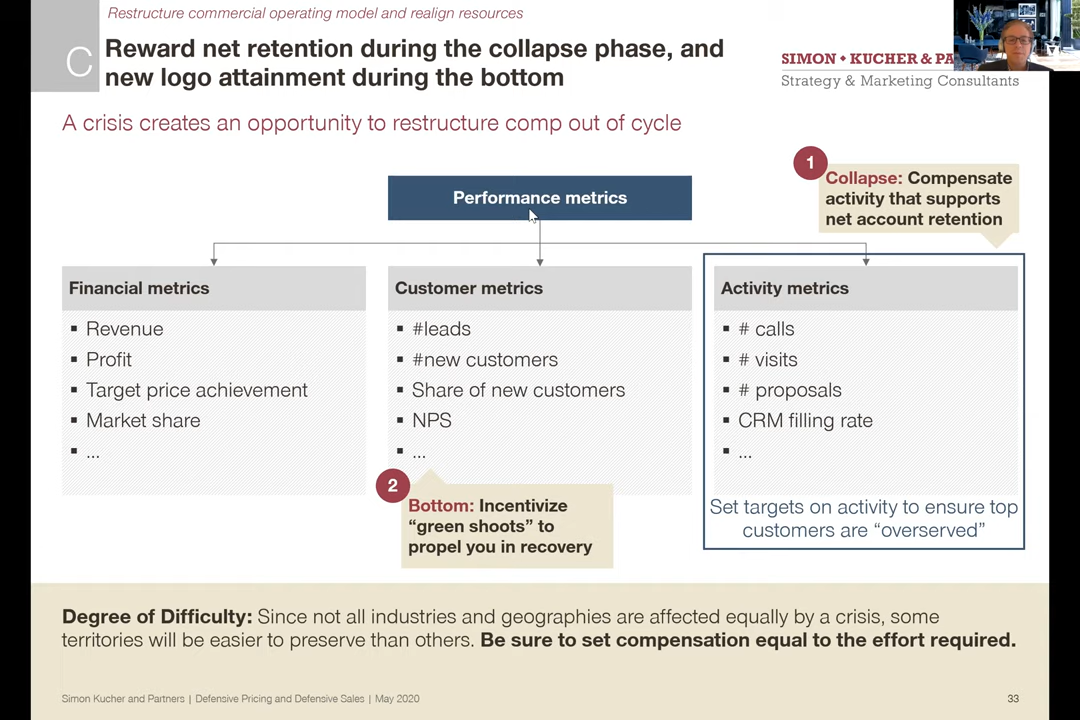 Restructure commercial operating model and realign resources
C
Reward net retention during the collapse phase, and
new logo attainment during the bottom
SIMON • KUCHER & PA
Strategy & Marketing Consultants
A crisis creates an opportunity to restructure comp out of cycle
1
Collapse: Compensate
activity that supports
net account retention
Performance metrics
Financial metrics
▪ Revenue
▪ Profit
▪ Target price achievement
▪ Market share
▪ ...
Customer metrics
▪ #leads
▪ #new customers
▪ Share of new customers
▪ NPS
▪ ...
2
Bottom: Incentivize
“green shoots” to
propel you in recovery
Activity metrics
▪ # calls
▪ # visits
▪ # proposals
▪ CRM filling rate
▪ ...
Set targets on activity to ensure top
customers are “overserved”
Degree of Difficulty: Since not all industries and geographies are affected equally by a crisis, some
territories will be easier to preserve than others. Be sure to set compensation equal to the effort required.
Simon Kucher and Partners | Defensive Pricing and Defensive Sales | May 2020
33